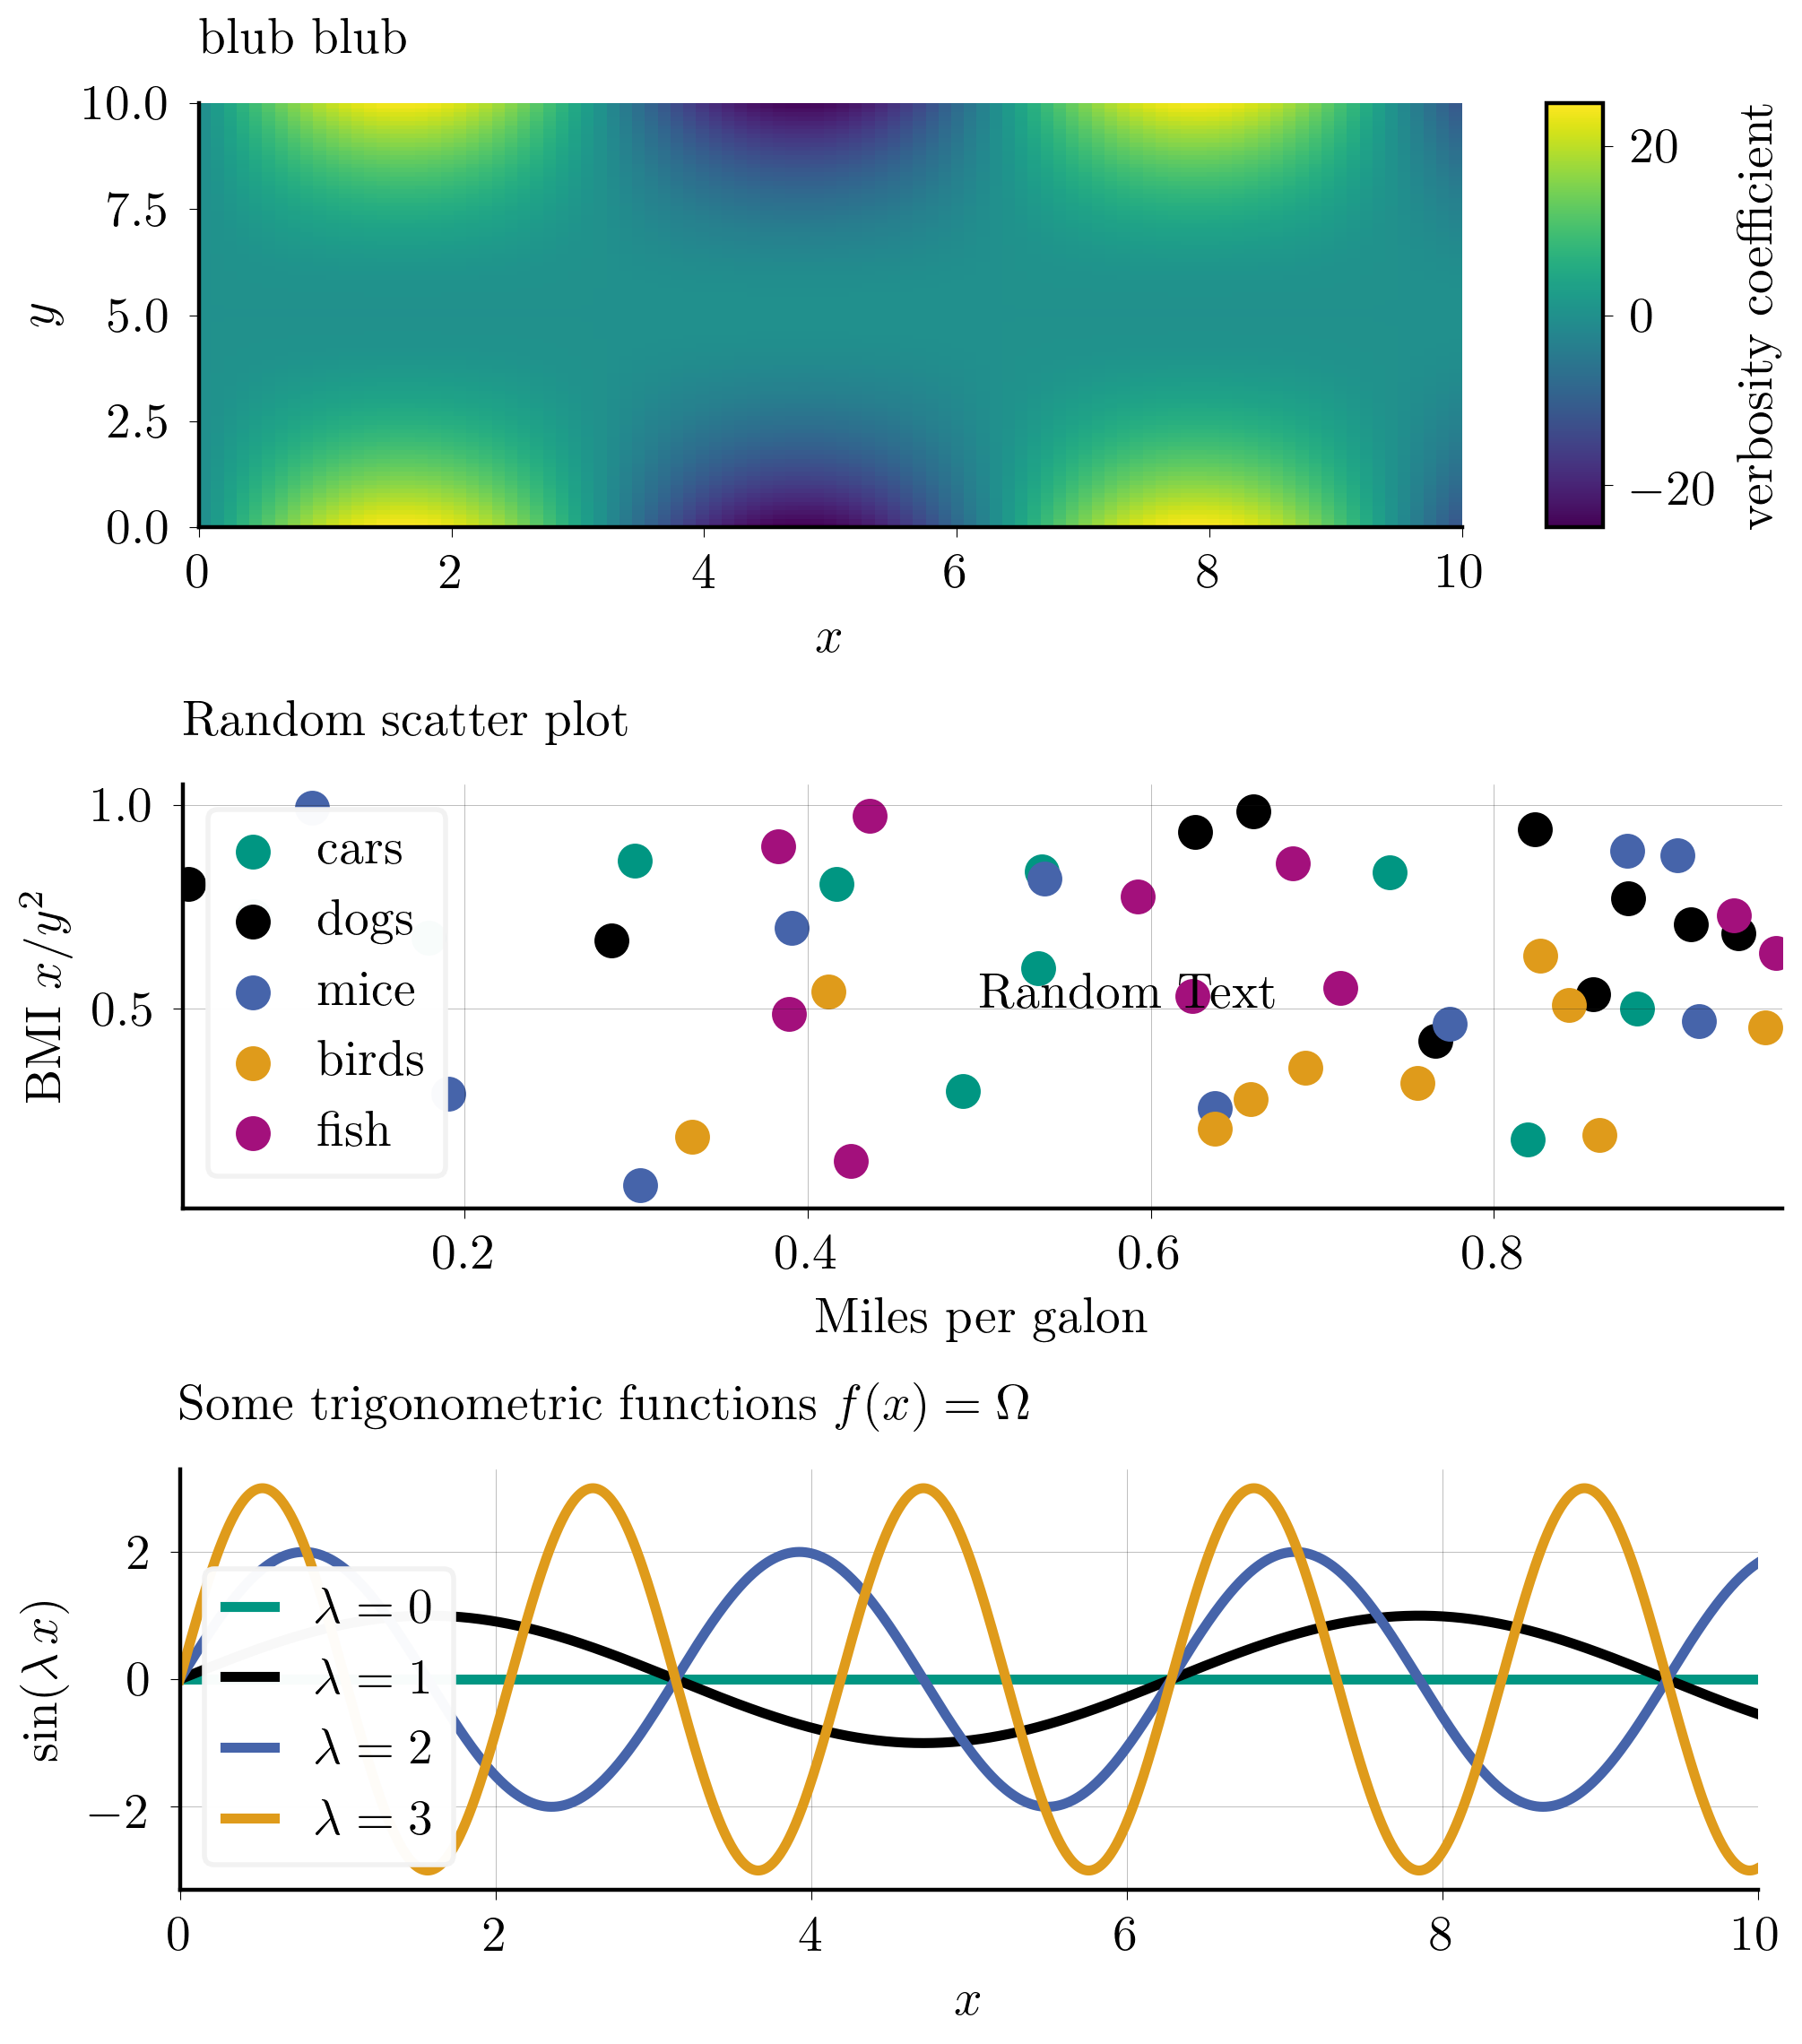 blub blub
10.0
7.5
5.0
2.5
0.0
y
0 2 4 6 8 10
x
20
0
−20
verbosity coefficient
Random scatter plot
1.0
0.5
BMI x/y²
cars
dogs
mice
birds
fish
Random Text
0.2 0.4 0.6 0.8
Miles per galon
Some trigonometric functions f(x) = Ω
2
0
−2
sin(λ x)
λ = 0
λ = 1
λ = 2
λ = 3
0 2 4 6 8 10
x